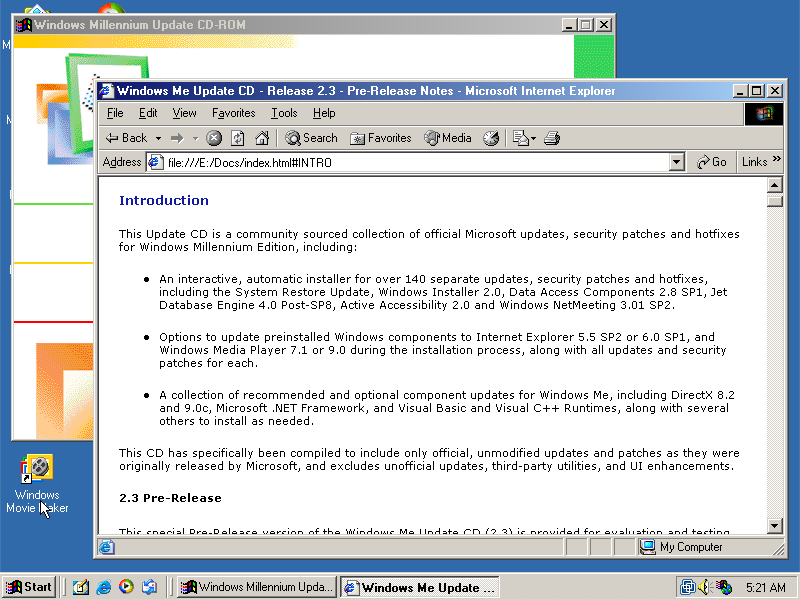 Windows Millennium Update CD-ROM
Windows Me Update CD - Release 2.3 - Pre-Release Notes - Microsoft Internet Explorer
File Edit View Favorites Tools Help
Back Search Favorites Media
Address file:///E:/Docs/index.html#INTRO Go Links »
Introduction
This Update CD is a community sourced collection of official Microsoft updates, security patches and hotfixes
for Windows Millennium Edition, including:
• An interactive, automatic installer for over 140 separate updates, security patches and hotfixes,
including the System Restore Update, Windows Installer 2.0, Data Access Components 2.8 SP1, Jet
Database Engine 4.0 Post-SP8, Active Accessibility 2.0 and Windows NetMeeting 3.01 SP2.
• Options to update preinstalled Windows components to Internet Explorer 5.5 SP2 or 6.0 SP1, and
Windows Media Player 7.1 or 9.0 during the installation process, along with all updates and security
patches for each.
• A collection of recommended and optional component updates for Windows Me, including DirectX 8.2
and 9.0c, Microsoft .NET Framework, and Visual Basic and Visual C++ Runtimes, along with several
others to install as needed.
This CD has specifically been compiled to include only official, unmodified updates and patches as they were
originally released by Microsoft, and excludes unofficial updates, third-party utilities, and UI enhancements.
2.3 Pre-Release
This special Pre-Release version of the Windows Me Update CD (2.3) is provided for evaluation and testing
My Computer
Windows
Movie Maker
Start Windows Millennium Upda... Windows Me Update ... 5:21 AM